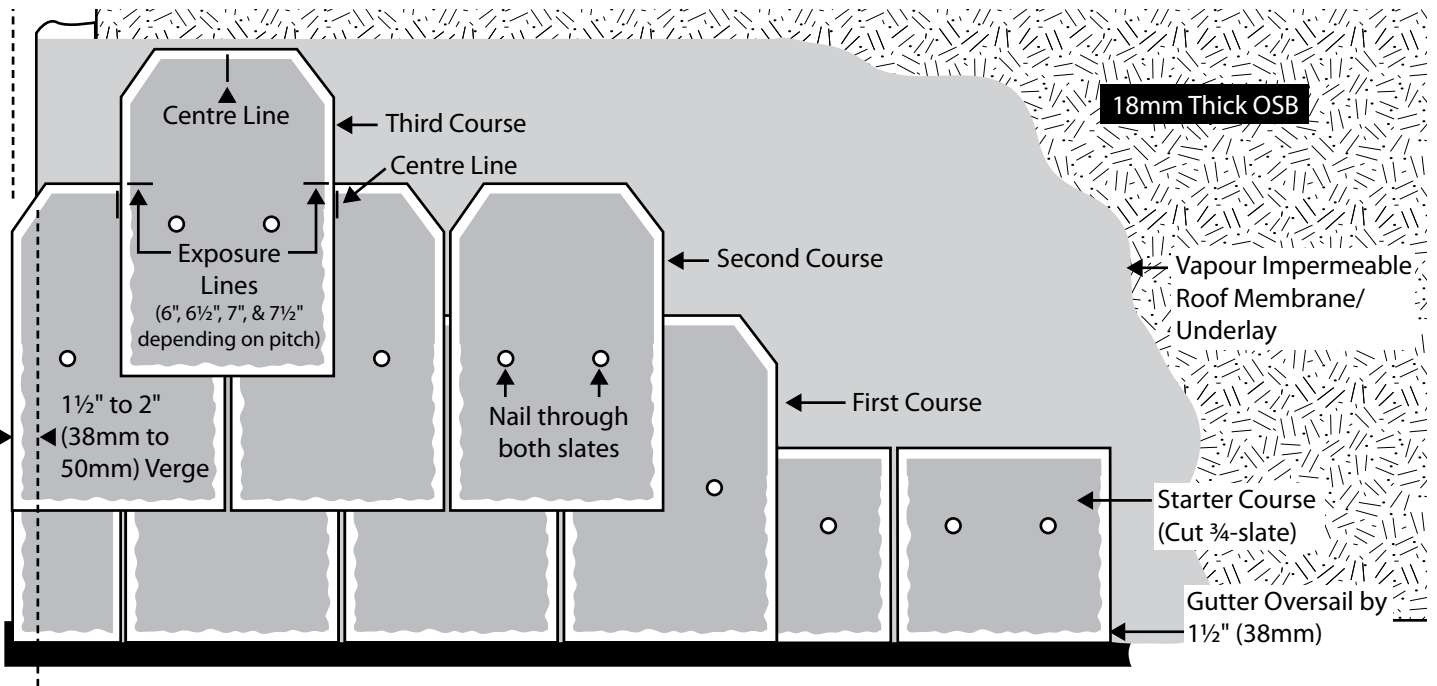 Centre Line
Third Course
18mm Thick OSB
Centre Line
Exposure
Lines
(6", 6½", 7", & 7½"
depending on pitch)
Second Course
Vapour Impermeable
Roof Membrane/
Underlay
1½" to 2"
(38mm to
50mm) Verge
Nail through
both slates
First Course
Starter Course
(Cut ¾-slate)
Gutter Oversail by
1½" (38mm)